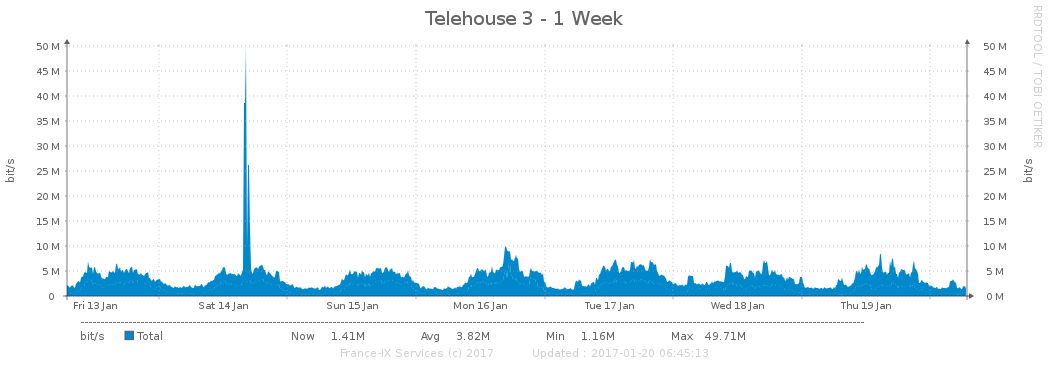 Telehouse 3 - 1 Week
RRDTOOL / TOBI OETIKER
50 M 50 M
45 M 45 M
40 M 40 M
35 M 35 M
30 M 30 M
25 M 25 M
20 M 20 M
15 M 15 M
10 M 10 M
5 M 5 M
0 0 M
bit/s bit/s
Fri 13 Jan Sat 14 Jan Sun 15 Jan Mon 16 Jan Tue 17 Jan Wed 18 Jan Thu 19 Jan
bit/s Total Now 1.41M Avg 3.82M Min 1.16M Max 49.71M
France-IX Services (c) 2017 Updated : 2017-01-20 06:45:13